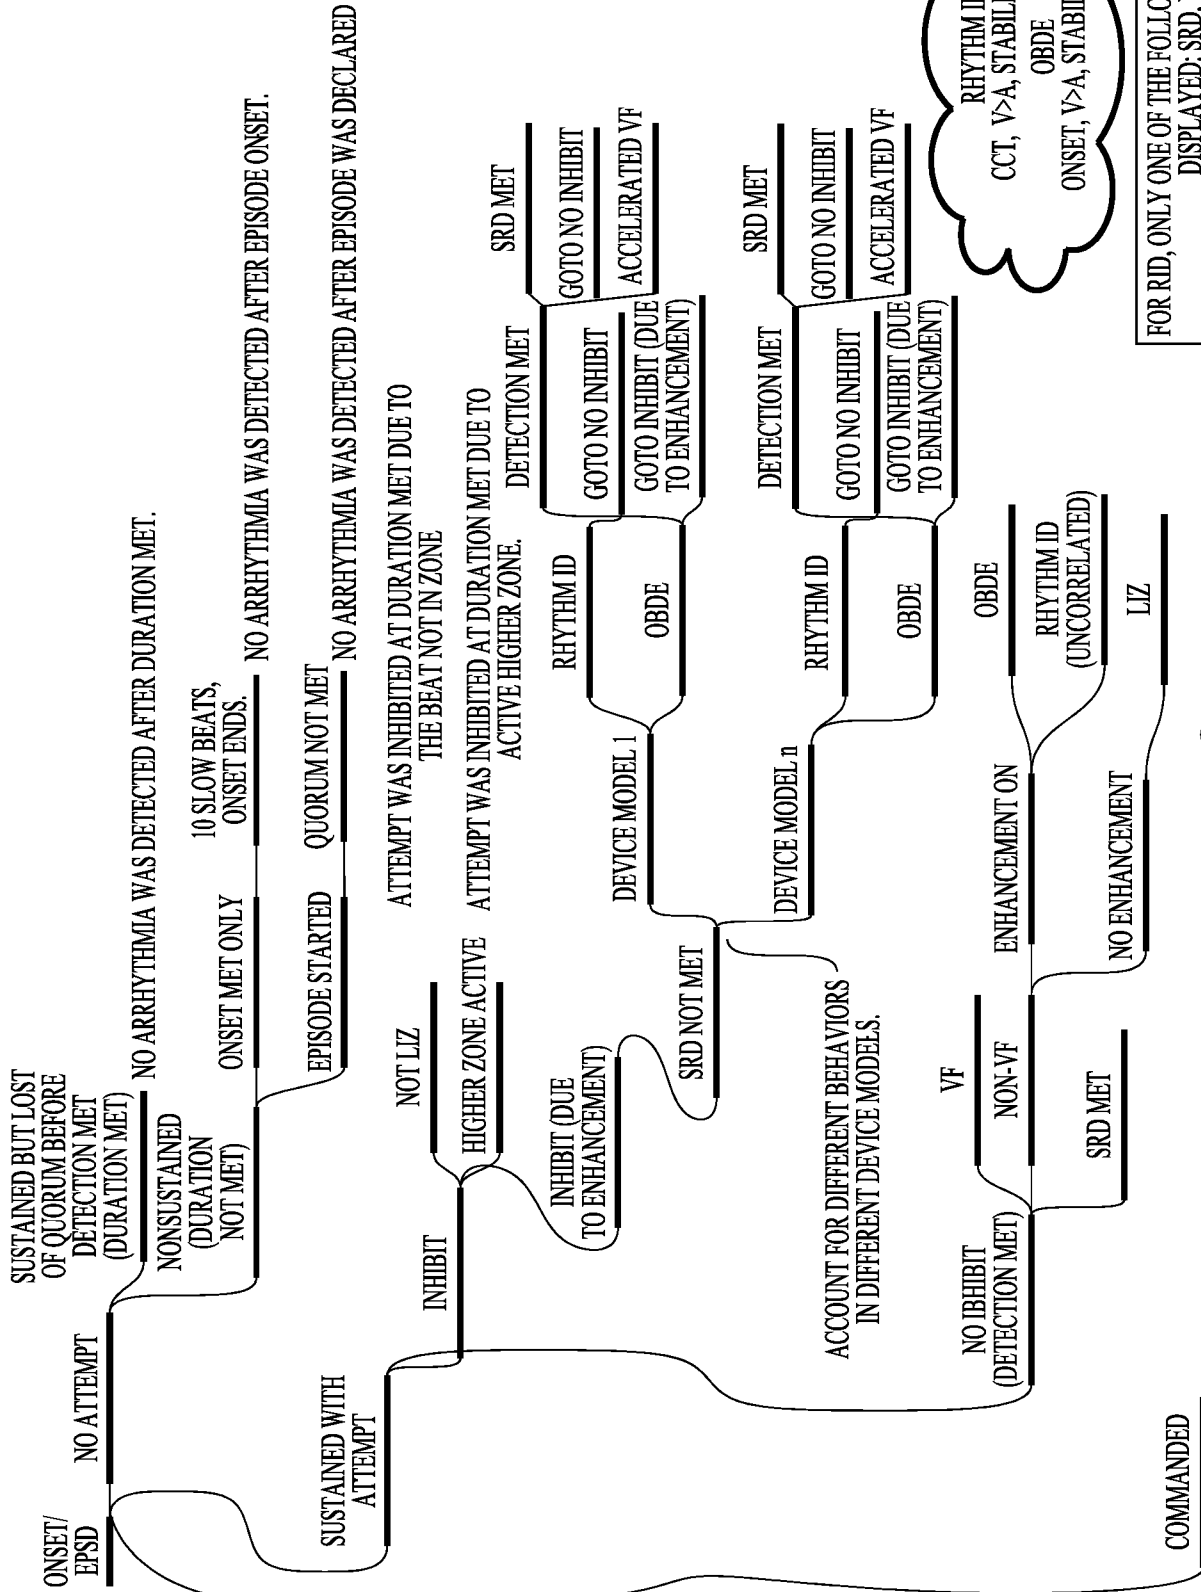 ONSET/
EPSD
NO ATTEMPT
SUSTAINED BUT LOST
OF QUORUM BEFORE
DETECTION MET
(DURATION MET)
NO ARRHYTHMIA WAS DETECTED AFTER DURATION MET.
NONSUSTAINED
(DURATION
NOT MET)
ONSET MET ONLY
10 SLOW BEATS,
ONSET ENDS.
NO ARRHYTHMIA WAS DETECTED AFTER EPISODE ONSET.
EPISODE STARTED
QUORUM NOT MET
NO ARRHYTHMIA WAS DETECTED AFTER EPISODE WAS DECLARED
SUSTAINED WITH
ATTEMPT
INHIBIT
NOT LIZ
ATTEMPT WAS INHIBITED AT DURATION MET DUE TO
THE BEAT NOT IN ZONE
HIGHER ZONE ACTIVE
ATTEMPT WAS INHIBITED AT DURATION MET DUE TO
ACTIVE HIGHER ZONE.
INHIBIT (DUE
TO ENHANCEMENT)
SRD NOT MET
DEVICE MODEL 1
RHYTHM ID
OBDE
DETECTION MET
GOTO NO INHIBIT
GOTO INHIBIT (DUE
TO ENHANCEMENT)
SRD MET
GOTO NO INHIBIT
ACCELERATED VF
DEVICE MODEL n
RHYTHM ID
OBDE
DETECTION MET
GOTO NO INHIBIT
GOTO INHIBIT (DUE
TO ENHANCEMENT)
SRD MET
GOTO NO INHIBIT
ACCELERATED VF
ACCOUNT FOR DIFFERENT BEHAVIORS
IN DIFFERENT DEVICE MODELS.
NO IBHIBIT
(DETECTION MET)
VF
NON-VF
SRD MET
ENHANCEMENT ON
OBDE
RHYTHM ID
(UNCORRELATED)
NO ENHANCEMENT
LIZ
RHYTHM I
CCT, V>A, STABIL
OBDE
ONSET, V>A, STABI
FOR RID, ONLY ONE OF THE FOLL
DISPLAYED: SRD,
COMMANDED